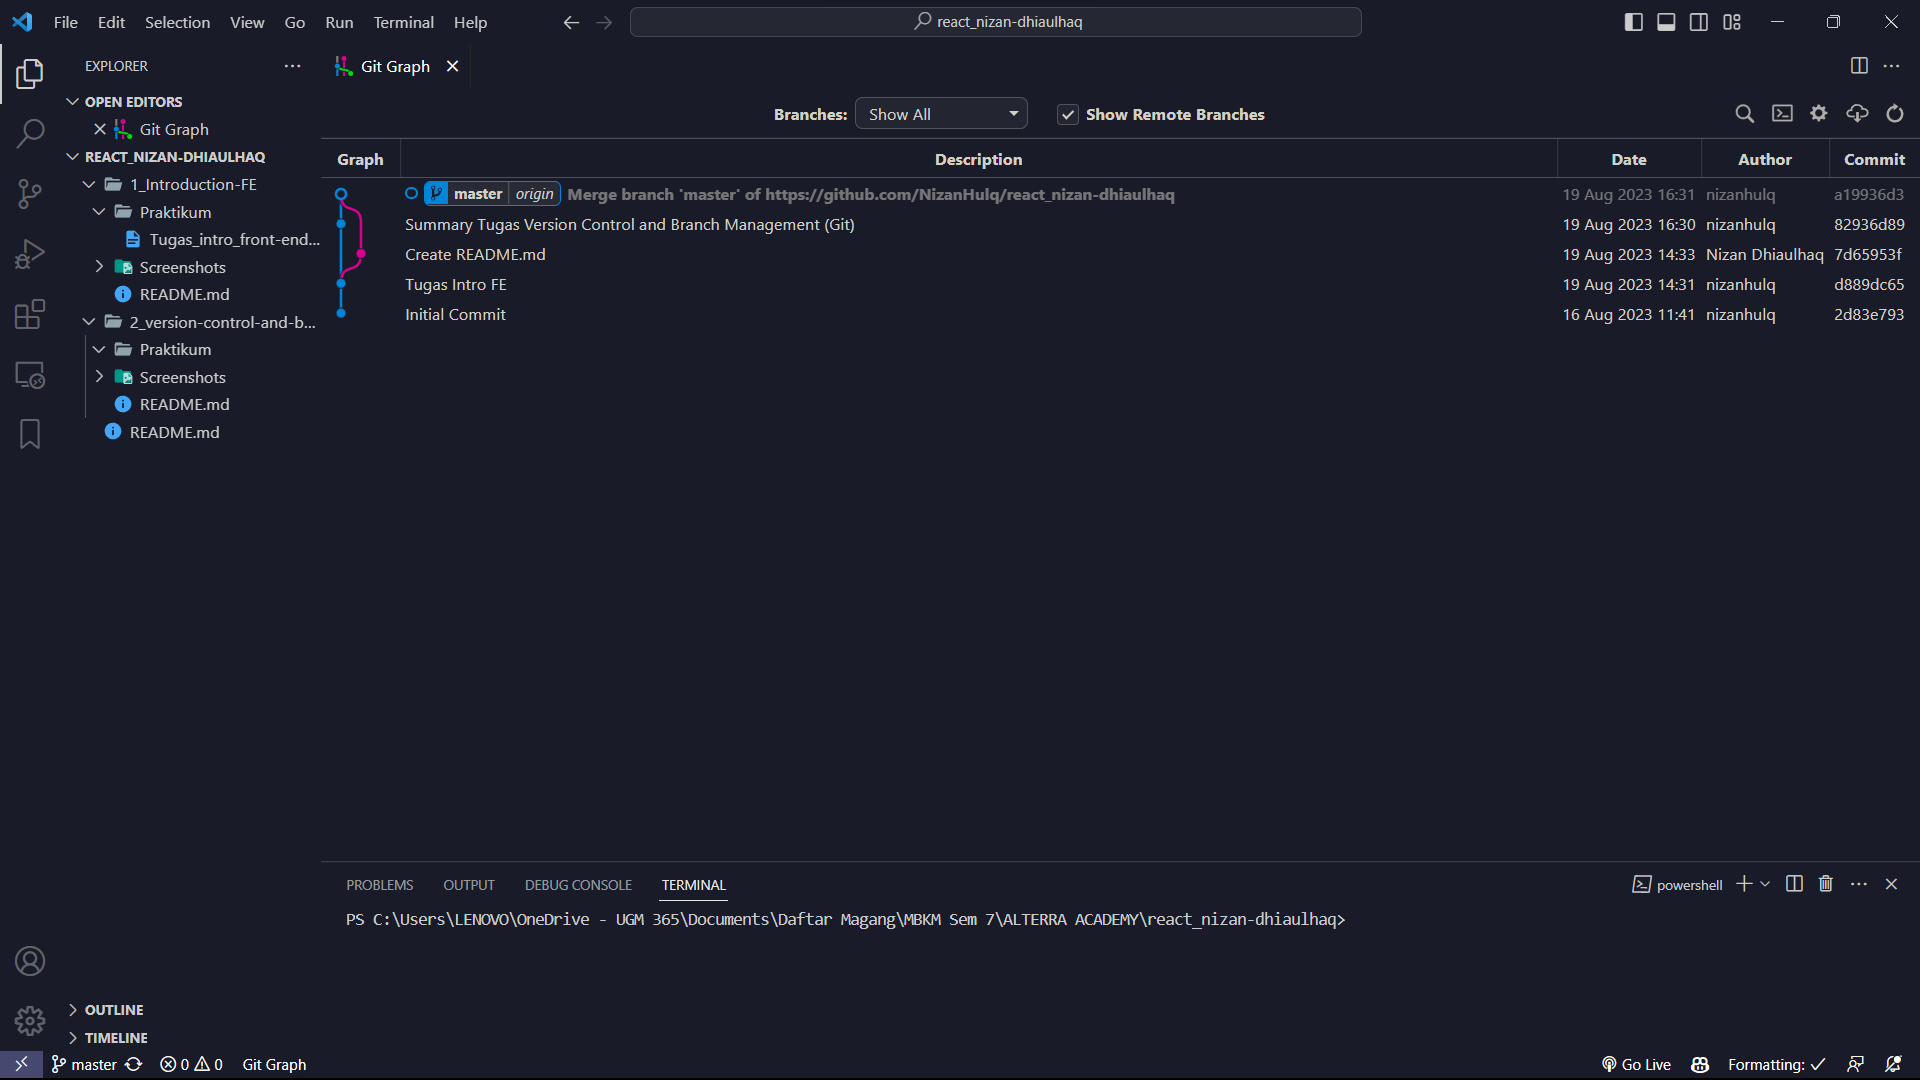 File Edit Selection View Go Run Terminal Help
react_nizan-dhiaulhaq
EXPLORER
Git Graph
OPEN EDITORS
Git Graph
REACT_NIZAN-DHIAULHAQ
1_Introduction-FE
Praktikum
Tugas_intro_front-end...
Screenshots
README.md
2_version-control-and-b...
Praktikum
Screenshots
README.md
README.md
OUTLINE
TIMELINE
Branches: Show All Show Remote Branches
Graph Description Date Author Commit
master origin Merge branch 'master' of https://github.com/NizanHulq/react_nizan-dhiaulhaq 19 Aug 2023 16:31 nizanhulq a19936d3
Summary Tugas Version Control and Branch Management (Git) 19 Aug 2023 16:30 nizanhulq 82936d89
Create README.md 19 Aug 2023 14:33 Nizan Dhiaulhaq 7d65953f
Tugas Intro FE 19 Aug 2023 14:31 nizanhulq d889dc65
Initial Commit 16 Aug 2023 11:41 nizanhulq 2d83e793
PROBLEMS OUTPUT DEBUG CONSOLE TERMINAL powershell
PS C:\Users\LENOVO\OneDrive - UGM 365\Documents\Daftar Magang\MBKM Sem 7\ALTERRA ACADEMY\react_nizan-dhiaulhaq>
master 0 0 Git Graph Go Live Formatting: